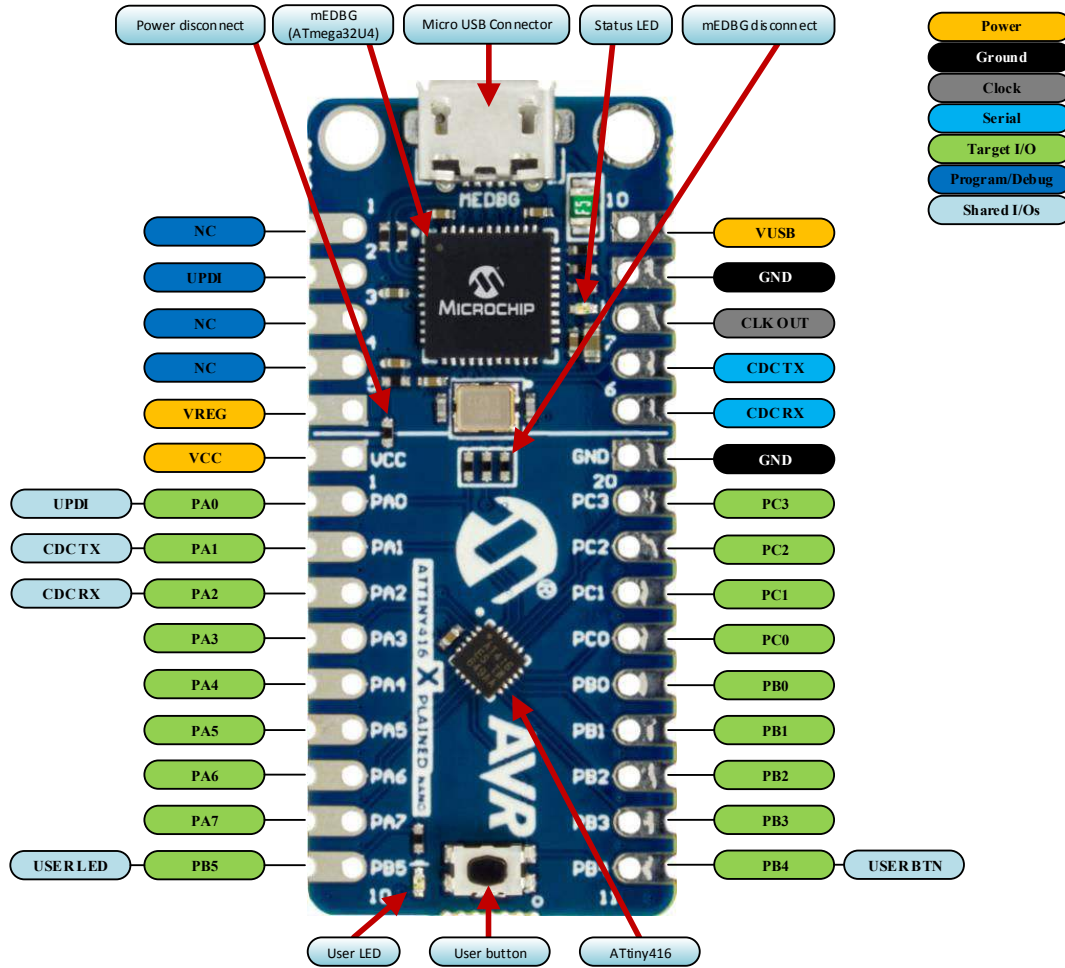 Power disconnect
mEDBG
(ATmega32U4)
Micro USB Connector
Status LED
mEDBG disconnect
Power
Ground
Clock
Serial
Target I/O
Program/Debug
Shared I/Os
MEDBG
1
10
NC
2
VUSB
UPDI
3
GND
MICROCHIP
NC
4
7
CLK OUT
NC
6
CDC TX
VREG
CDC RX
VCC
VCC
GND
GND
1
20
UPDI
PA0
PA0
PC3
PC3
CDC TX
PA1
PA1
PC2
PC2
CDC RX
PA2
PA2
PC1
PC1
PA3
PA3
PC0
PC0
PA4
PA4
PB0
PB0
PA5
PA5
PB1
PB1
PA6
PA6
PB2
PB2
PA7
PA7
PB3
PB3
USER LED
PB5
PB5
PB4
USER BTN
10
11
ATTINY416 XPLAINED NANO
AVR
User LED
User button
ATtiny416